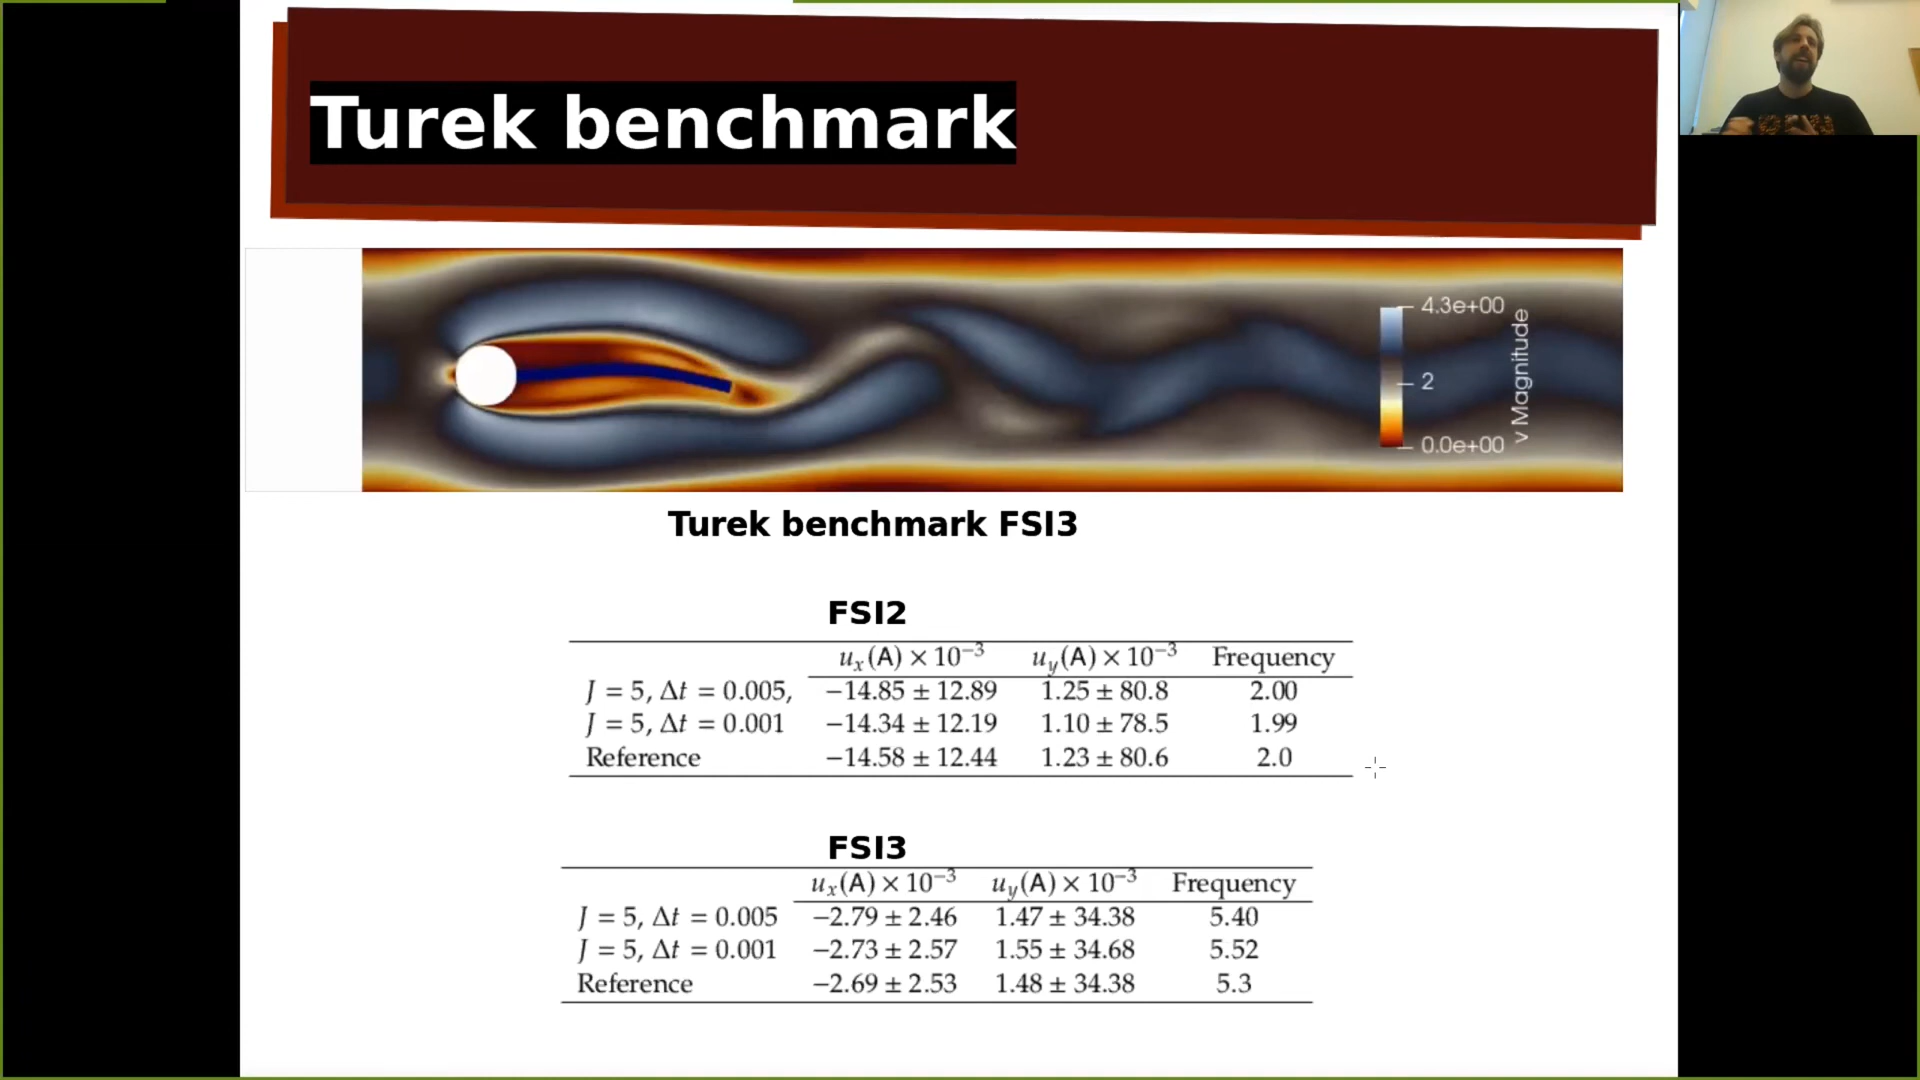 Turek benchmark
4.3e+00
2
0.0e+00
v Magnitude
Turek benchmark FSI3
FSI2
u_x(A) × 10⁻³ u_y(A) × 10⁻³ Frequency
J = 5, Δt = 0.005, −14.85 ± 12.89 1.25 ± 80.8 2.00
J = 5, Δt = 0.001 −14.34 ± 12.19 1.10 ± 78.5 1.99
Reference −14.58 ± 12.44 1.23 ± 80.6 2.0
FSI3
u_x(A) × 10⁻³ u_y(A) × 10⁻³ Frequency
J = 5, Δt = 0.005 −2.79 ± 2.46 1.47 ± 34.38 5.40
J = 5, Δt = 0.001 −2.73 ± 2.57 1.55 ± 34.68 5.52
Reference −2.69 ± 2.53 1.48 ± 34.38 5.3